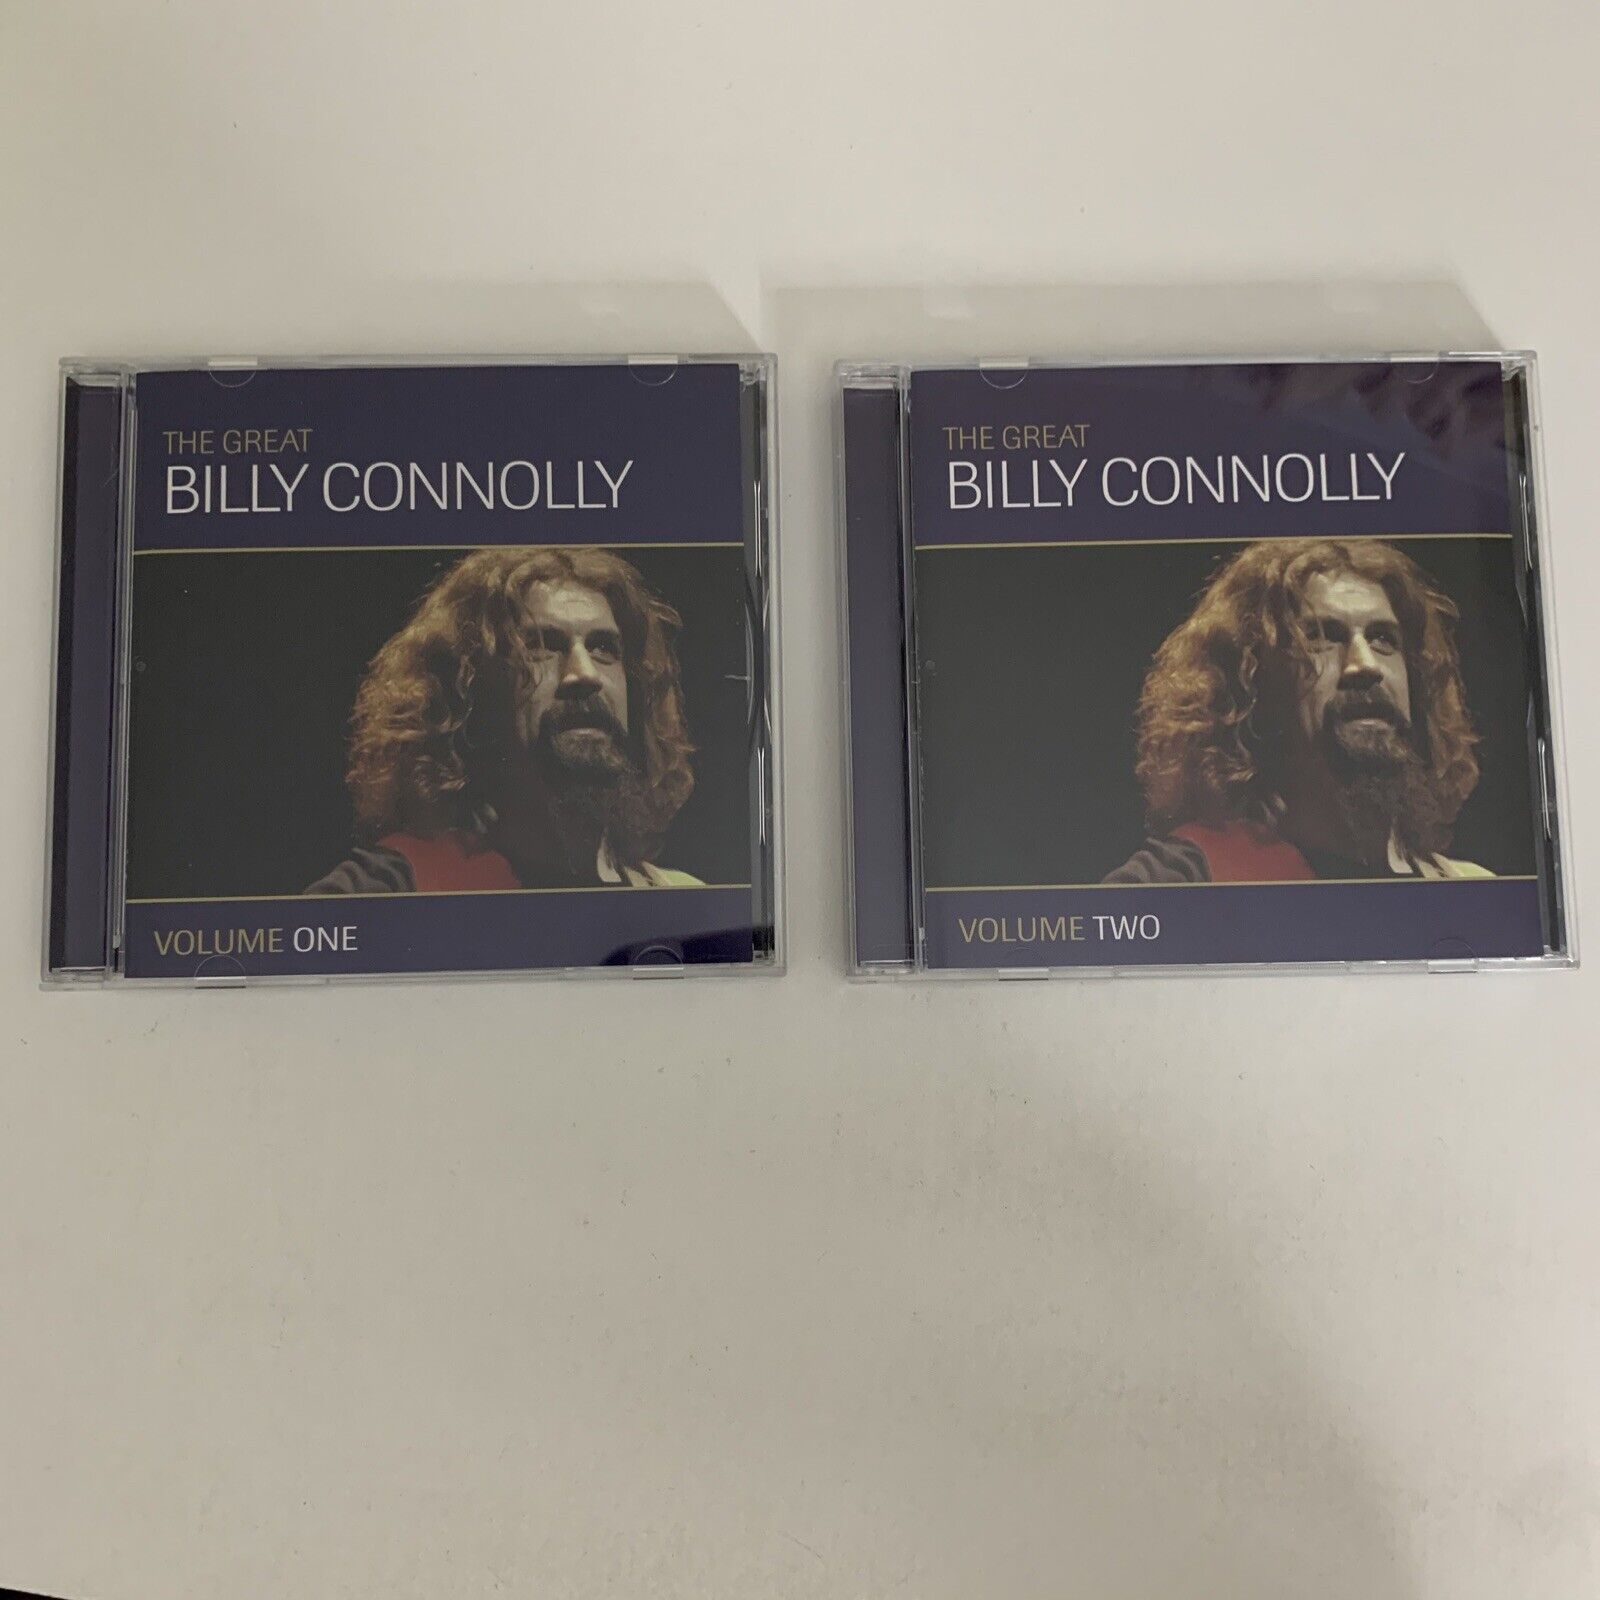 THE GREAT
BILLY CONNOLLY
VOLUME ONE
THE GREAT
BILLY CONNOLLY
VOLUME TWO